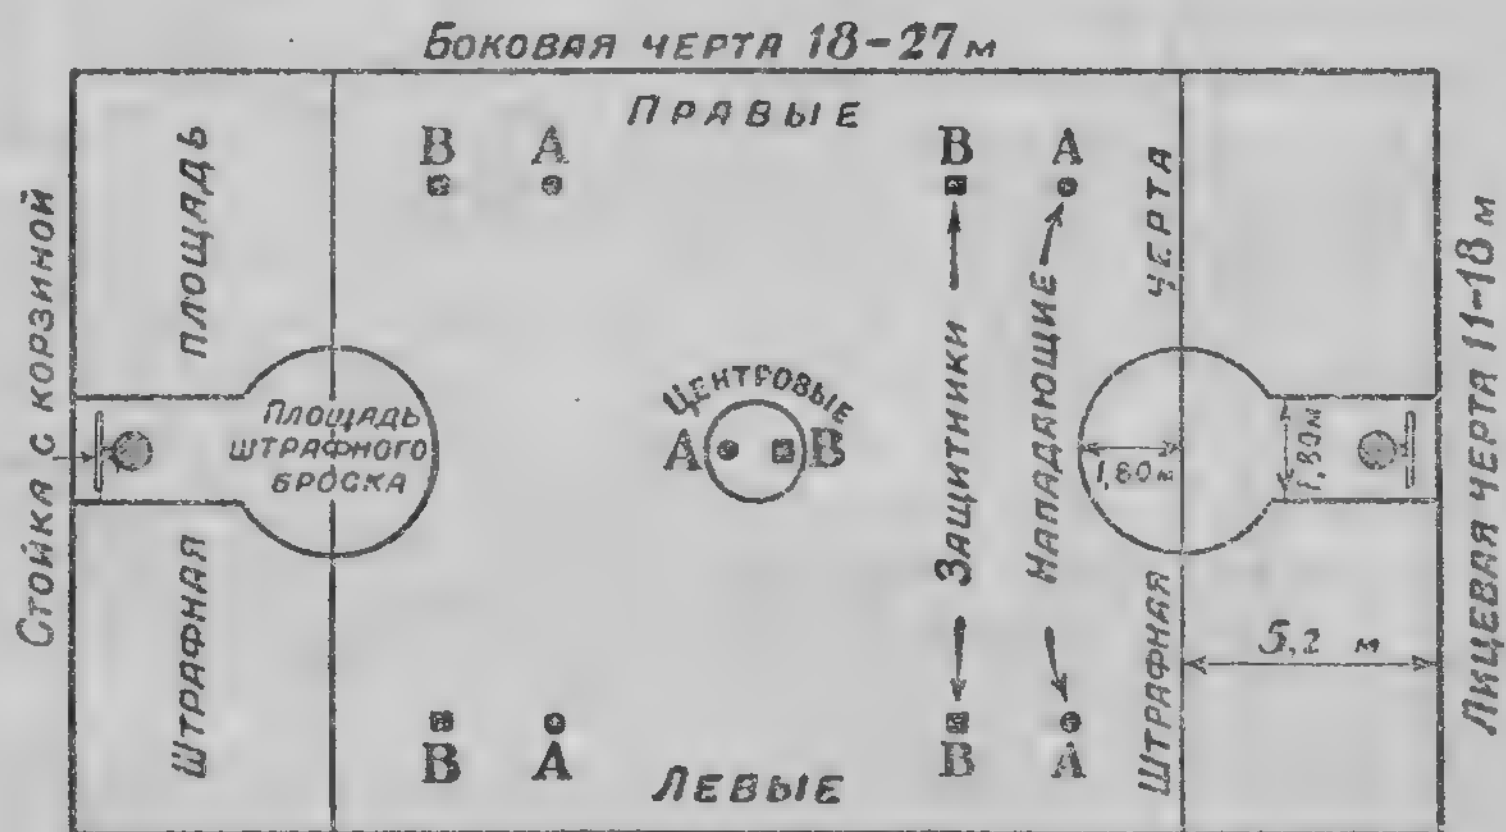 БОКОВАЯ ЧЕРТА 18-27 м
ПРАВЫЕ
В А В А
СТОЙКА С КОРЗИНОЙ
ШТРАФНАЯ ПЛОЩАДЬ
ПЛОЩАДЬ
ШТРАФНОГО
БРОСКА
ЦЕНТРОВЫЕ
А В
ЗАЩИТНИКИ
НАПАДАЮЩИЕ
ШТРАФНАЯ ЧЕРТА
1,80 м
1,80 м
5,2 м
ЛИЦЕВАЯ ЧЕРТА 11-18 м
В А В А
ЛЕВЫЕ